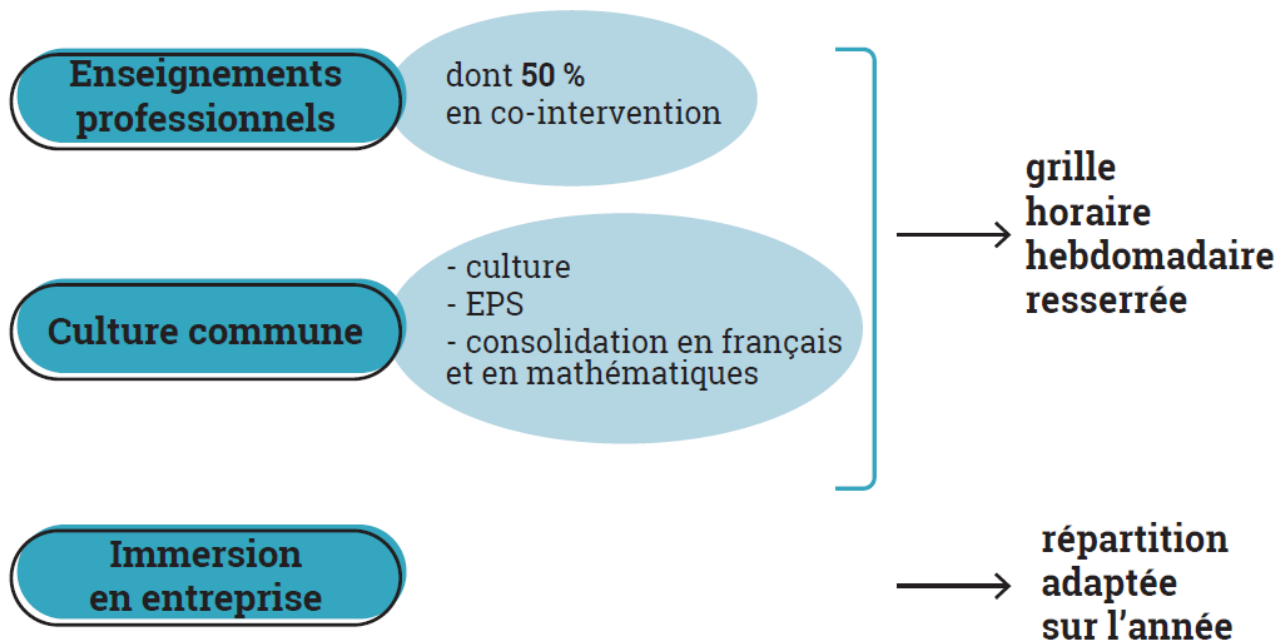 Enseignements
professionnels
dont 50 %
en co-intervention
Culture commune
- culture
- EPS
- consolidation en français
et en mathématiques
grille
horaire
hebdomadaire
resserrée
Immersion
en entreprise
répartition
adaptée
sur l'année